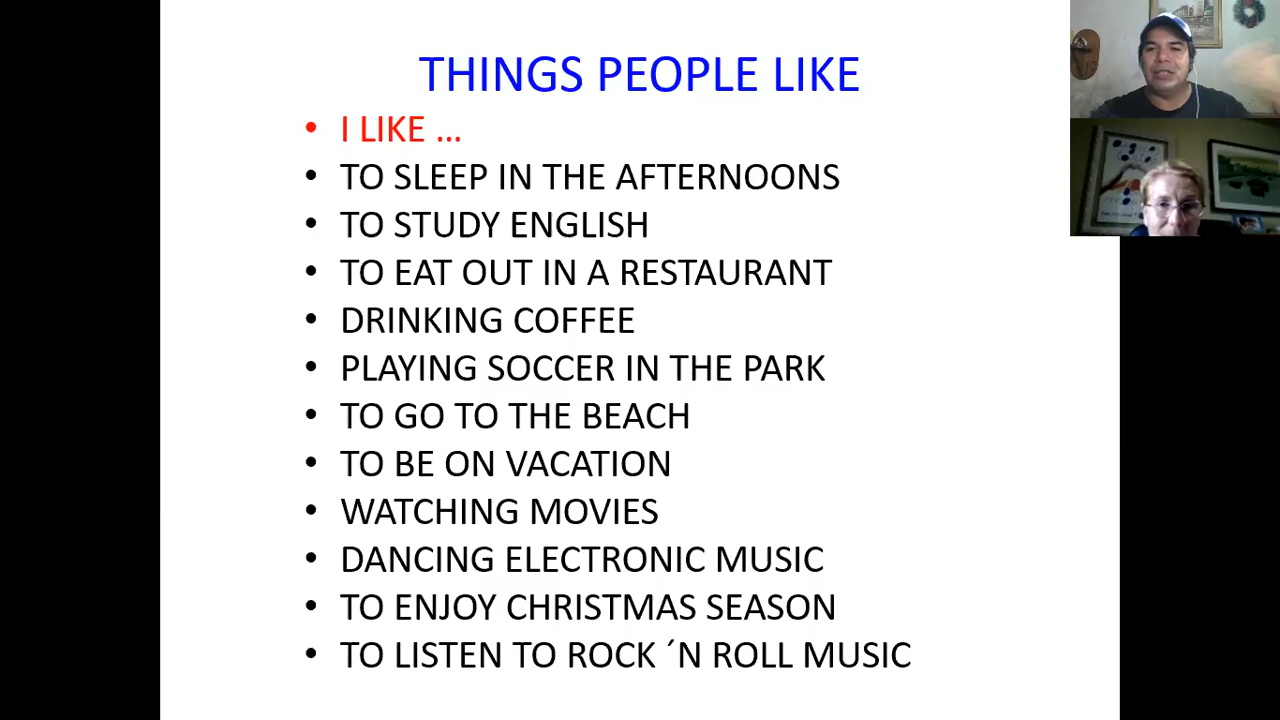 THINGS PEOPLE LIKE
• I LIKE …
• TO SLEEP IN THE AFTERNOONS
• TO STUDY ENGLISH
• TO EAT OUT IN A RESTAURANT
• DRINKING COFFEE
• PLAYING SOCCER IN THE PARK
• TO GO TO THE BEACH
• TO BE ON VACATION
• WATCHING MOVIES
• DANCING ELECTRONIC MUSIC
• TO ENJOY CHRISTMAS SEASON
• TO LISTEN TO ROCK ´N ROLL MUSIC